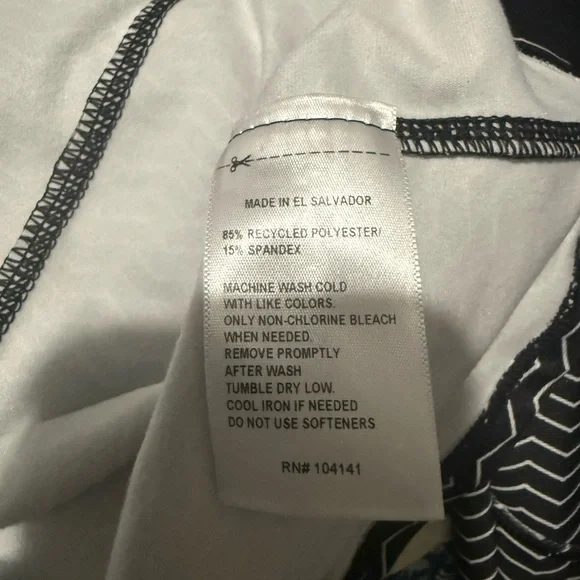 MADE IN EL SALVADOR
85% RECYCLED POLYESTER/
15% SPANDEX
MACHINE WASH COLD
WITH LIKE COLORS.
ONLY NON-CHLORINE BLEACH
WHEN NEEDED.
REMOVE PROMPTLY
AFTER WASH
TUMBLE DRY LOW.
COOL IRON IF NEEDED
DO NOT USE SOFTENERS
RN# 104141